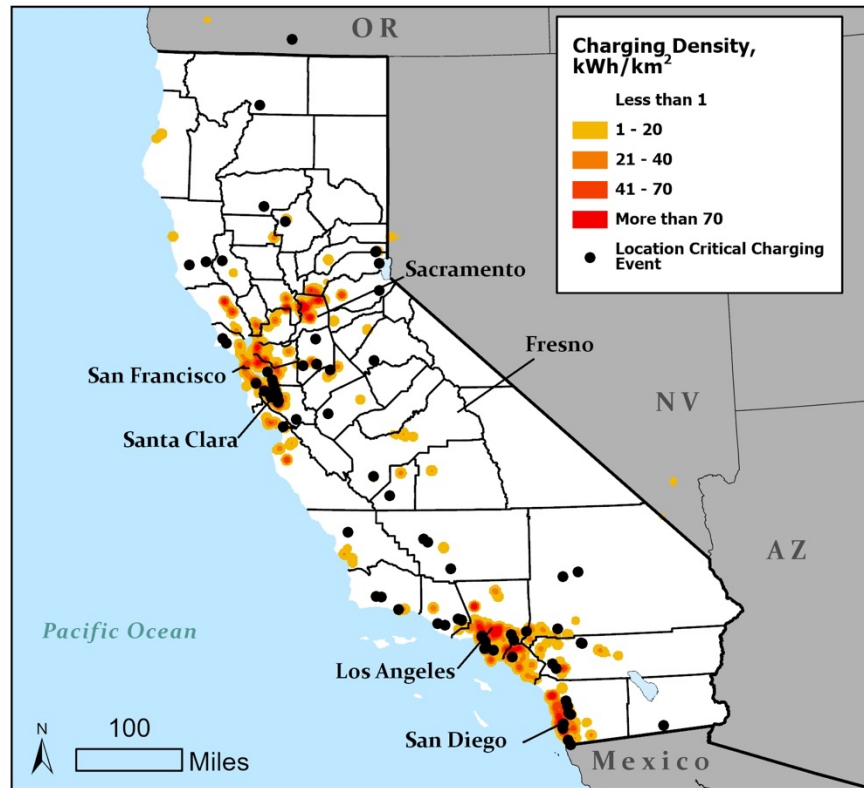 OR
Charging Density,
kWh/km²
Less than 1
1 - 20
21 - 40
41 - 70
More than 70
Location Critical Charging
Event
Sacramento
Fresno
San Francisco
NV
Santa Clara
AZ
Pacific Ocean
Los Angeles
San Diego
N
100
Miles
Mexico